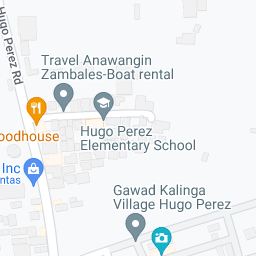 Hugo Perez Rd
Travel Anawangin
Zambales-Boat rental
Hugo Perez
Elementary School
oodhouse
Inc
ntas
Gawad Kalinga
Village Hugo Perez